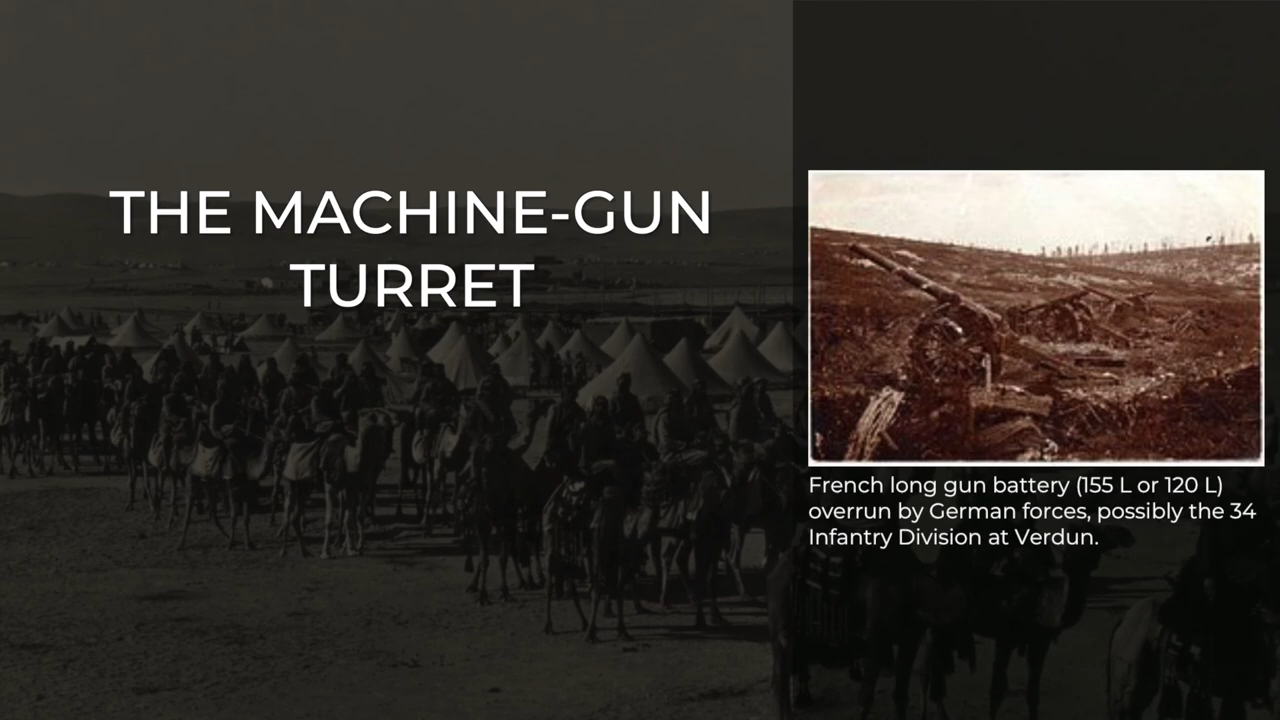 THE MACHINE-GUN
TURRET
French long gun battery (155 L or 120 L)
overrun by German forces, possibly the 34
Infantry Division at Verdun.